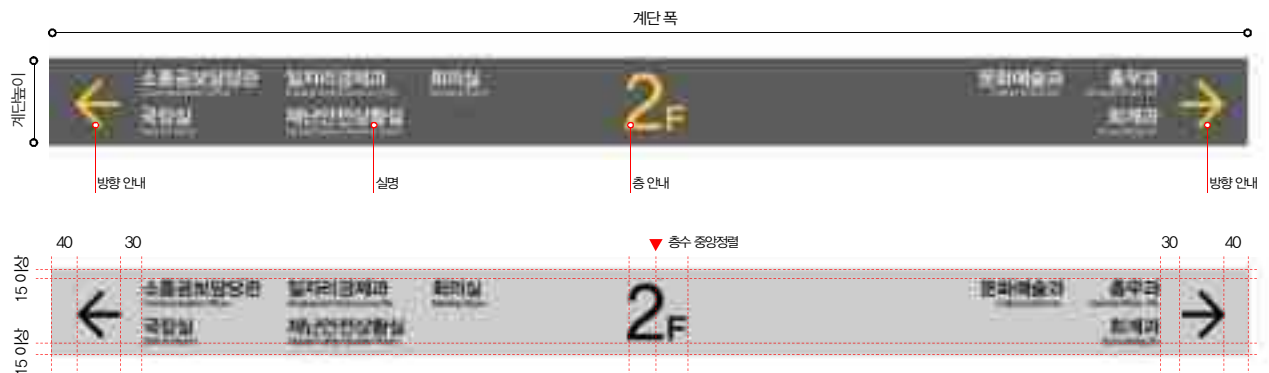 계단 폭
계단높이
소통공보담당관 일자리경제과 회의실 2F 문화예술과 총무과
국장실 재난안전상황실 회계과
방향 안내 실명 층 안내 방향 안내
40 30 층수 중앙정렬 30 40
15 이상
소통공보담당관 일자리경제과 회의실 2F 문화예술과 총무과
국장실 재난안전상황실 회계과
15 이상